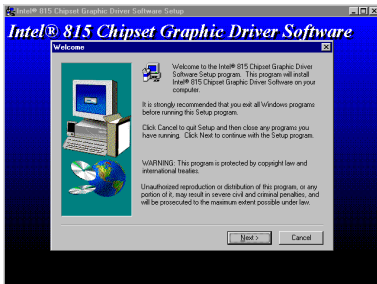 Intel® 815 Chipset Graphic Driver Software Setup
Intel® 815 Chipset Graphic Driver Software
Welcome
Welcome to the Intel® 815 Chipset Graphic Driver
Software Setup program. This program will install
Intel® 815 Chipset Graphic Driver Software on your
computer.
It is strongly recommended that you exit all Windows programs
before running this Setup program.
Click Cancel to quit Setup and then close any programs you
have running. Click Next to continue with the Setup program.
WARNING: This program is protected by copyright law and
international treaties.
Unauthorized reproduction or distribution of this program, or any
portion of it, may result in severe civil and criminal penalties, and
will be prosecuted to the maximum extent possible under law.
Next >
Cancel